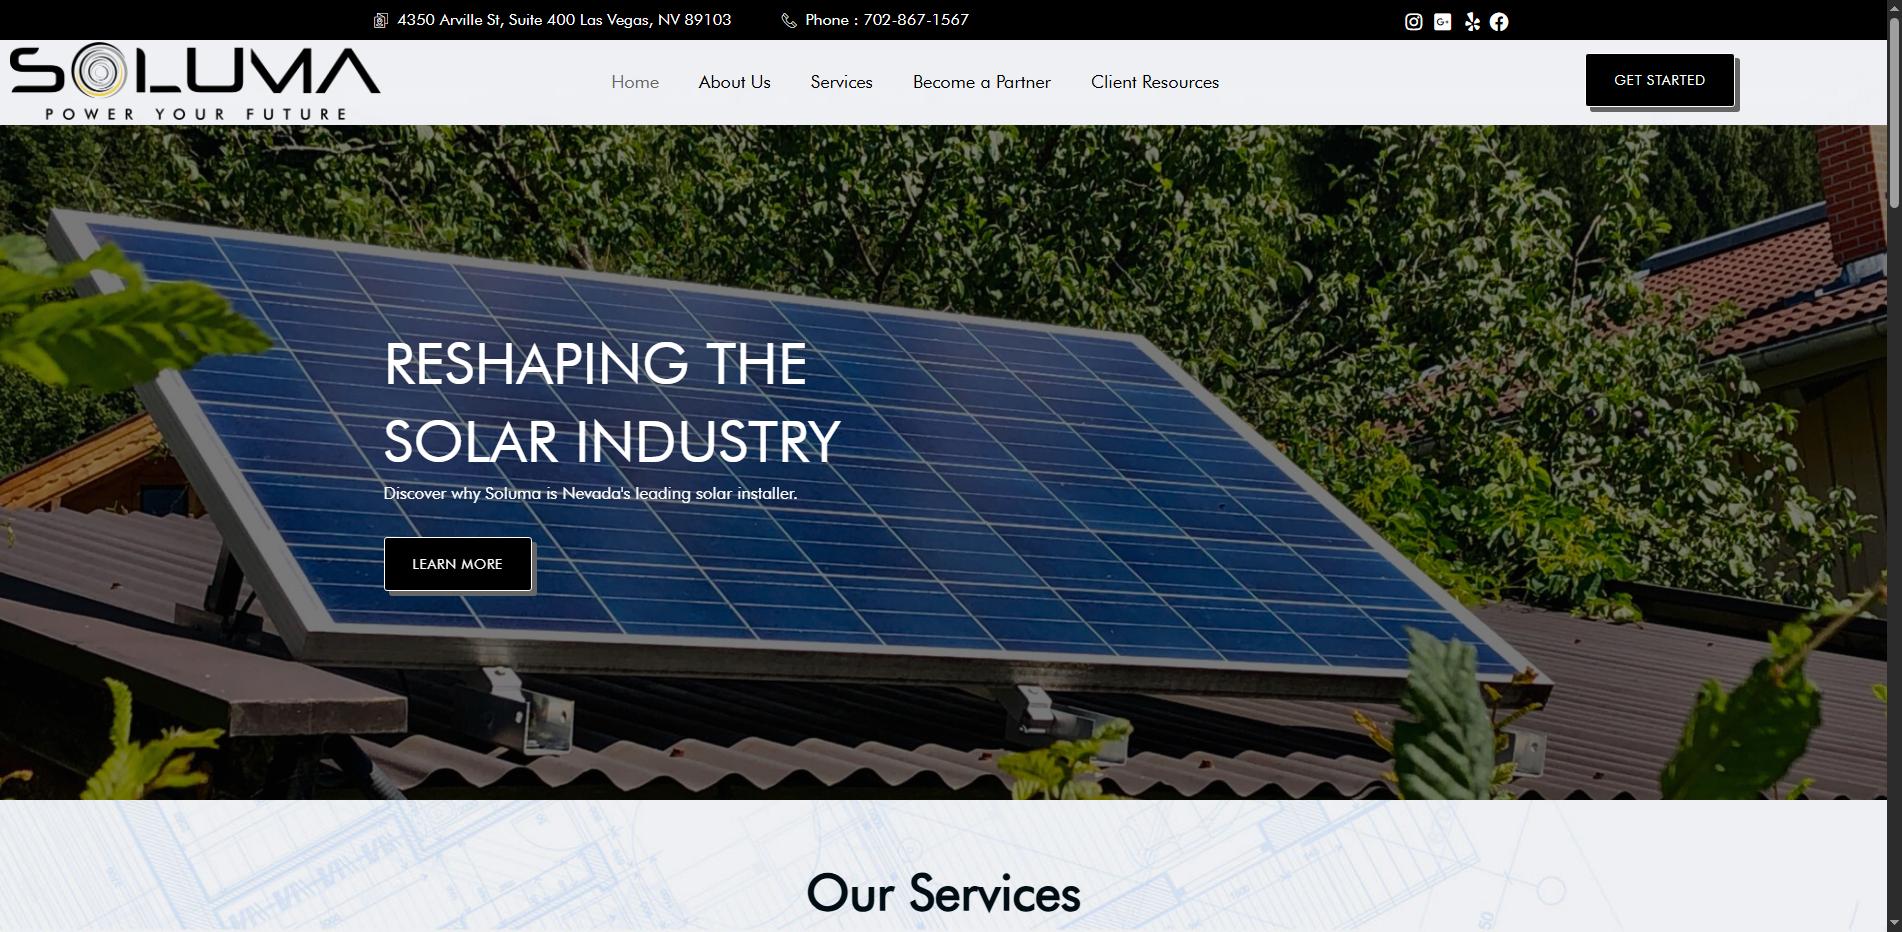 4350 Arville St, Suite 400 Las Vegas, NV 89103
Phone : 702-867-1567
SOLUMA
POWER YOUR FUTURE
Home
About Us
Services
Become a Partner
Client Resources
GET STARTED
RESHAPING THE
SOLAR INDUSTRY
Discover why Soluma is Nevada's leading solar installer.
LEARN MORE
Our Services